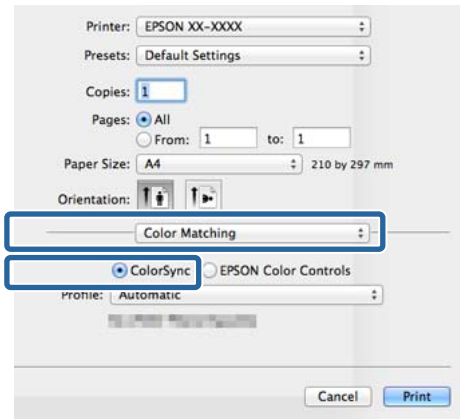 Printer: EPSON XX-XXXX
Presets: Default Settings
Copies: 1
Pages: All
From: 1 to: 1
Paper Size: A4 210 by 297 mm
Orientation:
Color Matching
ColorSync EPSON Color Controls
Profile: Automatic
Cancel Print